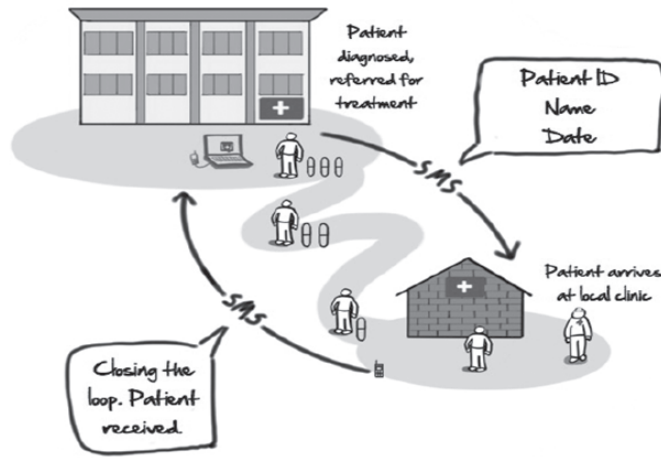 Patient
diagnosed,
referred for
treatment
Patient ID
Name
Date
SMS
Patient arrives
at local clinic
SMS
Closing the
loop. Patient
received.